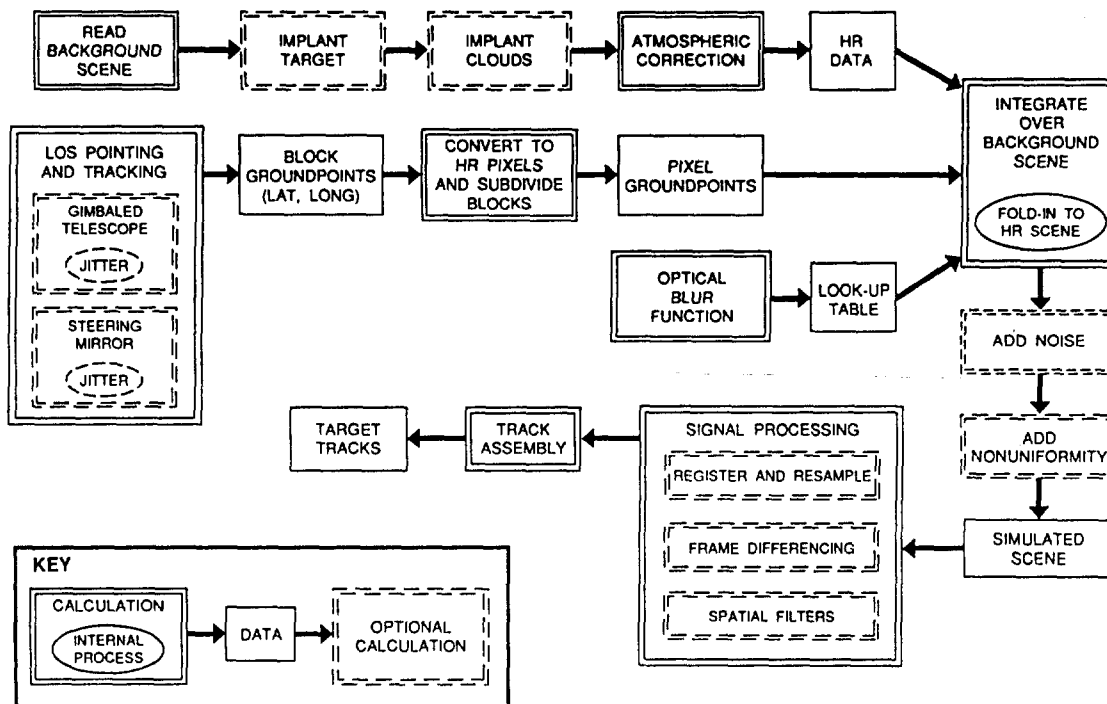 READ
BACKGROUND
SCENE
IMPLANT
TARGET
IMPLANT
CLOUDS
ATMOSPHERIC
CORRECTION
HR
DATA
INTEGRATE
OVER
BACKGROUND
SCENE
FOLD-IN TO
HR SCENE
LOS POINTING
AND TRACKING
GIMBALED
TELESCOPE
JITTER
STEERING
MIRROR
JITTER
BLOCK
GROUNDPOINTS
(LAT, LONG)
CONVERT TO
HR PIXELS
AND SUBDIVIDE
BLOCKS
PIXEL
GROUNDPOINTS
OPTICAL
BLUR
FUNCTION
LOOK-UP
TABLE
ADD NOISE
ADD
NONUNIFORMITY
SIMULATED
SCENE
SIGNAL PROCESSING
REGISTER AND RESAMPLE
FRAME DIFFERENCING
SPATIAL FILTERS
TRACK
ASSEMBLY
TARGET
TRACKS
KEY
CALCULATION
INTERNAL
PROCESS
DATA
OPTIONAL
CALCULATION